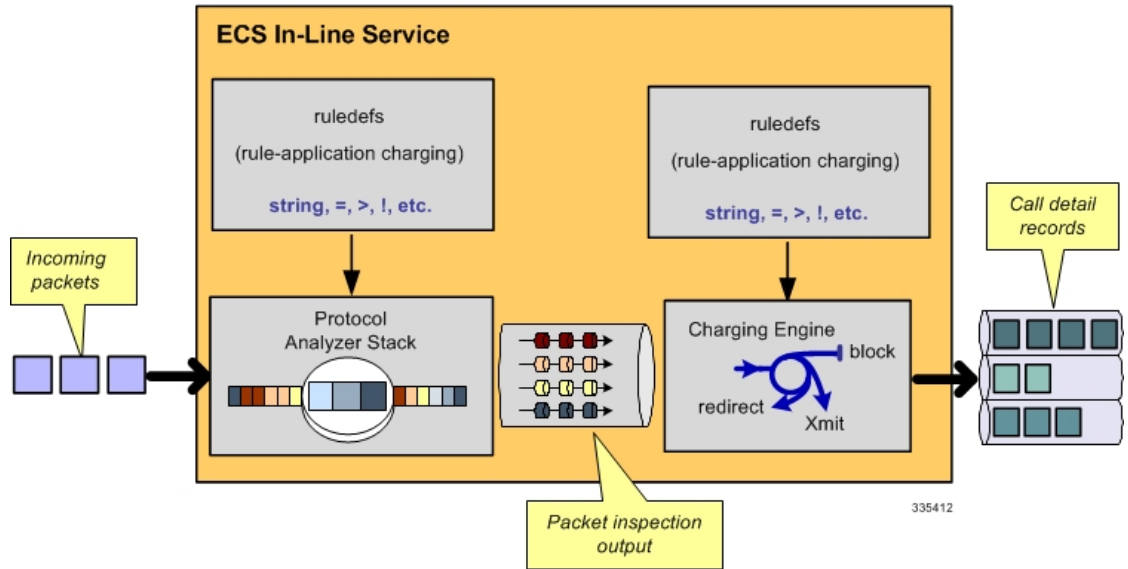 ECS In-Line Service
ruledefs
(rule-application charging)
string, =, >, !, etc.
ruledefs
(rule-application charging)
string, =, >, !, etc.
Incoming
packets
Call detail
records
Protocol
Analyzer Stack
Charging Engine
block
redirect
Xmit
Packet inspection
output
335412